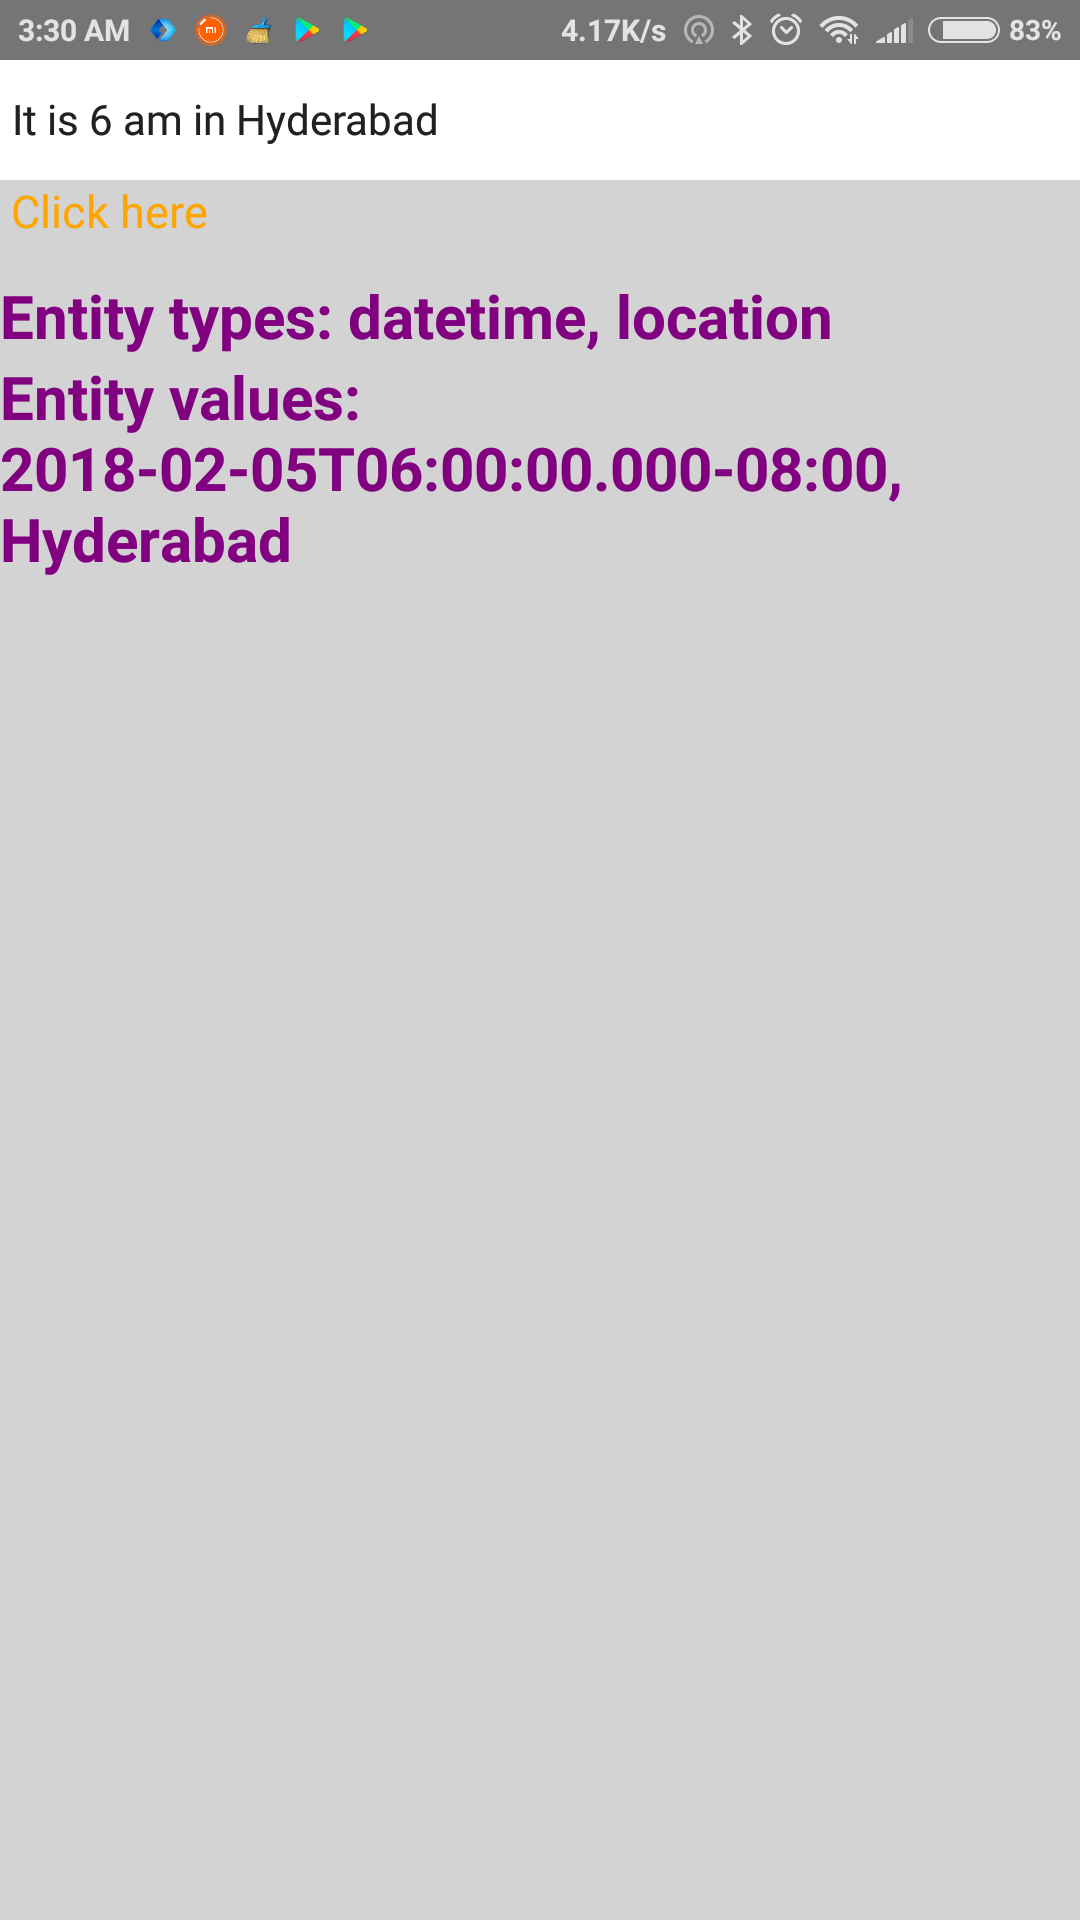 3:30 AM 4.17K/s 83%
It is 6 am in Hyderabad
Click here
Entity types: datetime, location
Entity values:
2018-02-05T06:00:00.000-08:00,
Hyderabad